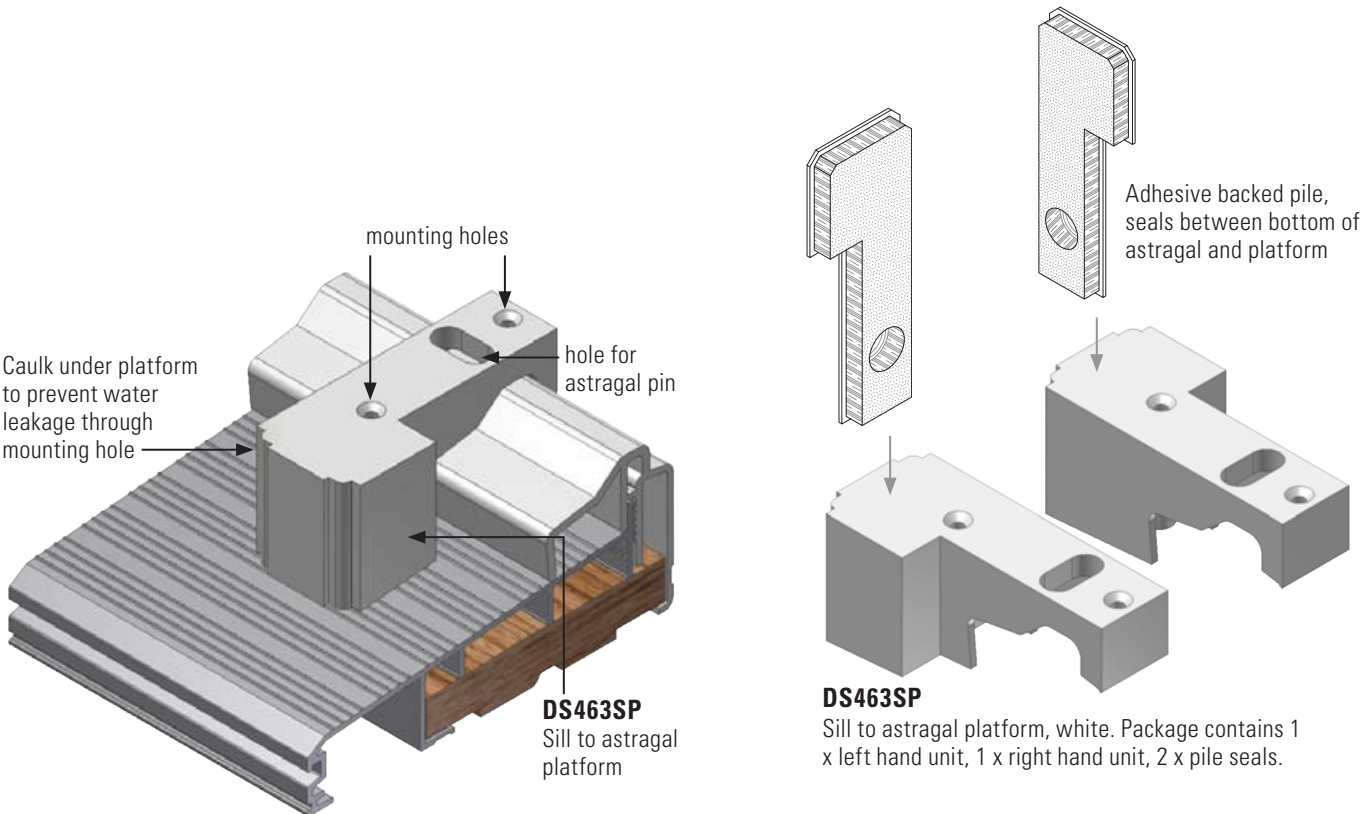 mounting holes
Caulk under platform
to prevent water
leakage through
mounting hole
hole for
astragal pin
DS463SP
Sill to astragal
platform
Adhesive backed pile,
seals between bottom of
astragal and platform
DS463SP
Sill to astragal platform, white. Package contains 1
x left hand unit, 1 x right hand unit, 2 x pile seals.